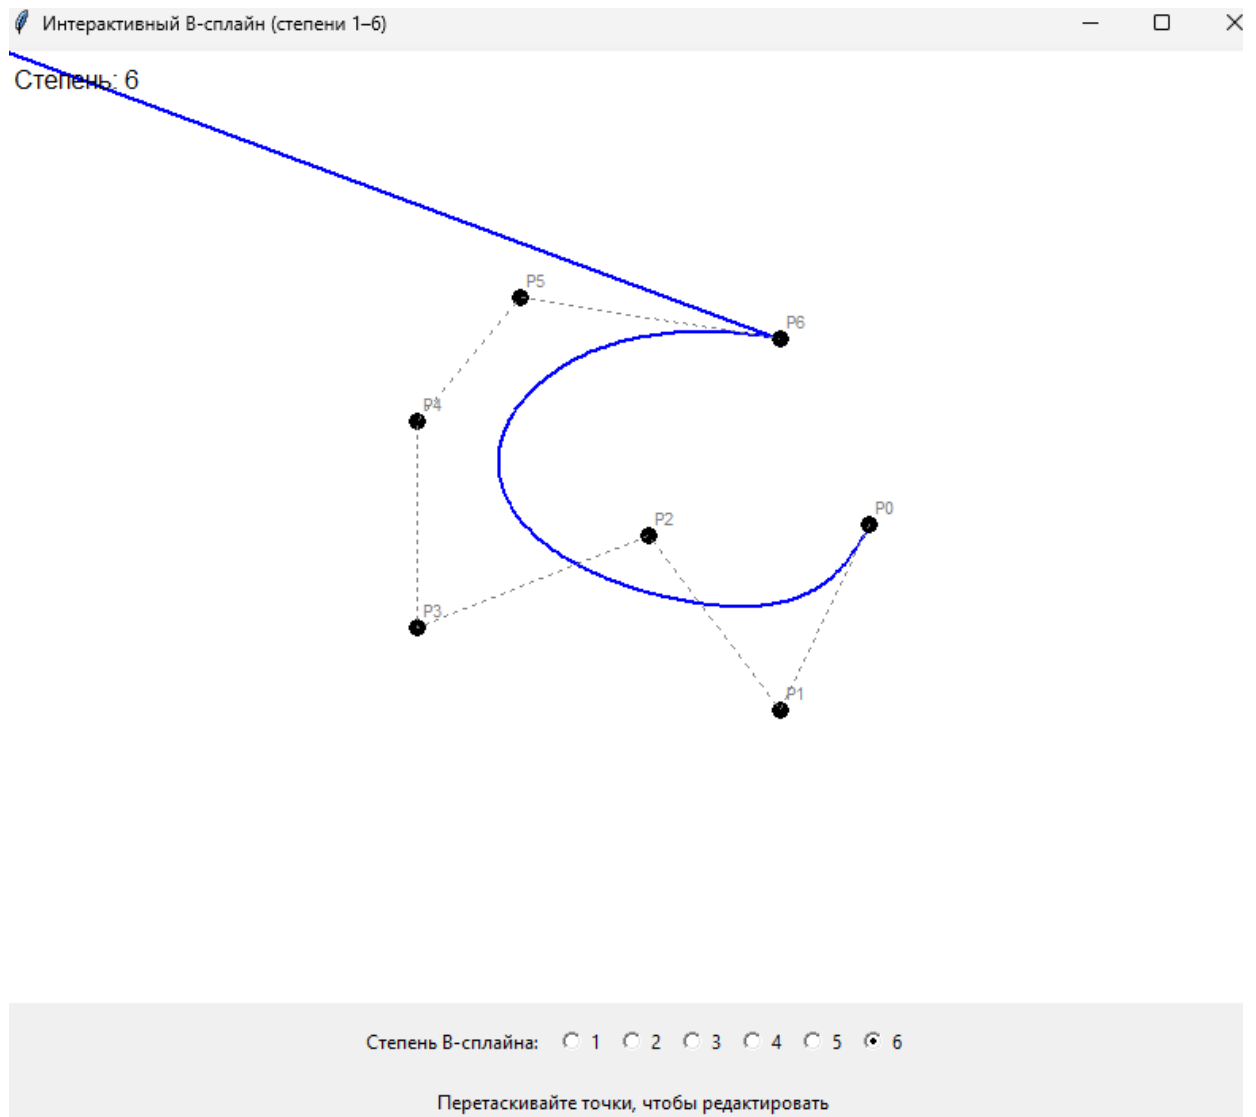 Интерактивный B-сплайн (степени 1–6)
Степень: 6
P5
P6
P4
P0
P2
P3
P1
Степень B-сплайна: 1 2 3 4 5 6
Перетаскивайте точки, чтобы редактировать